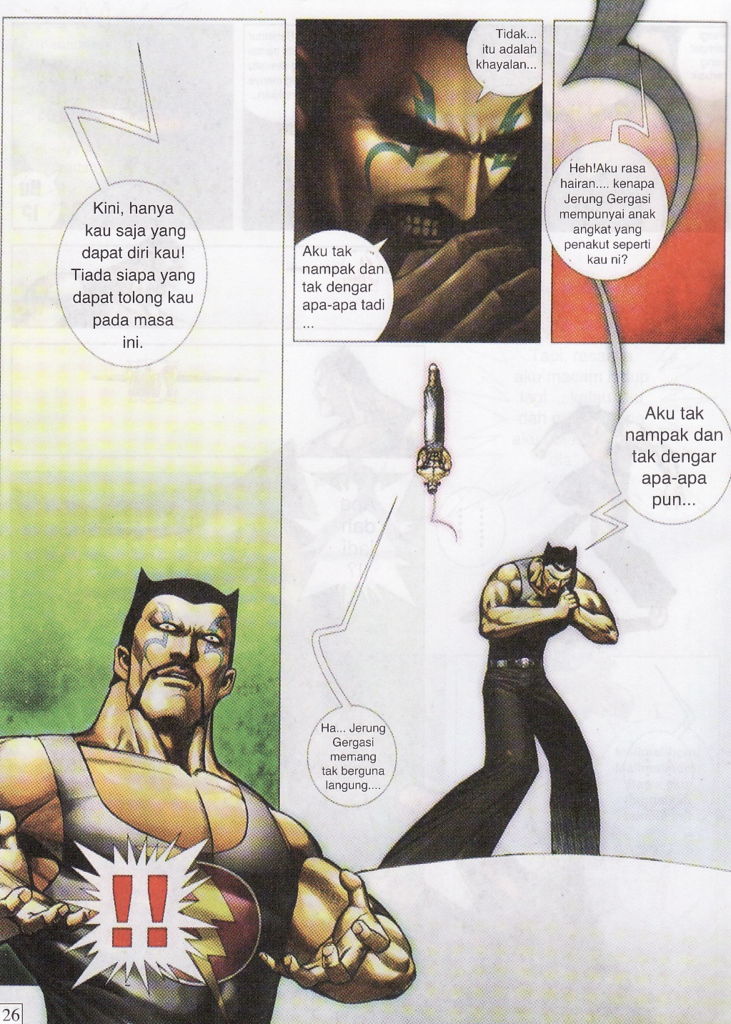 Kini, hanya
kau saja yang
dapat diri kau!
Tiada siapa yang
dapat tolong kau
pada masa
ini.
Tidak...
itu adalah
khayalan...
Aku tak
nampak dan
tak dengar
apa-apa tadi
...
Heh!Aku rasa
hairan.... kenapa
Jerung Gergasi
mempunyai anak
angkat yang
penakut seperti
kau ni?
Aku tak
nampak dan
tak dengar
apa-apa
pun...
Ha... Jerung
Gergasi
memang
tak berguna
langung....
!!
26